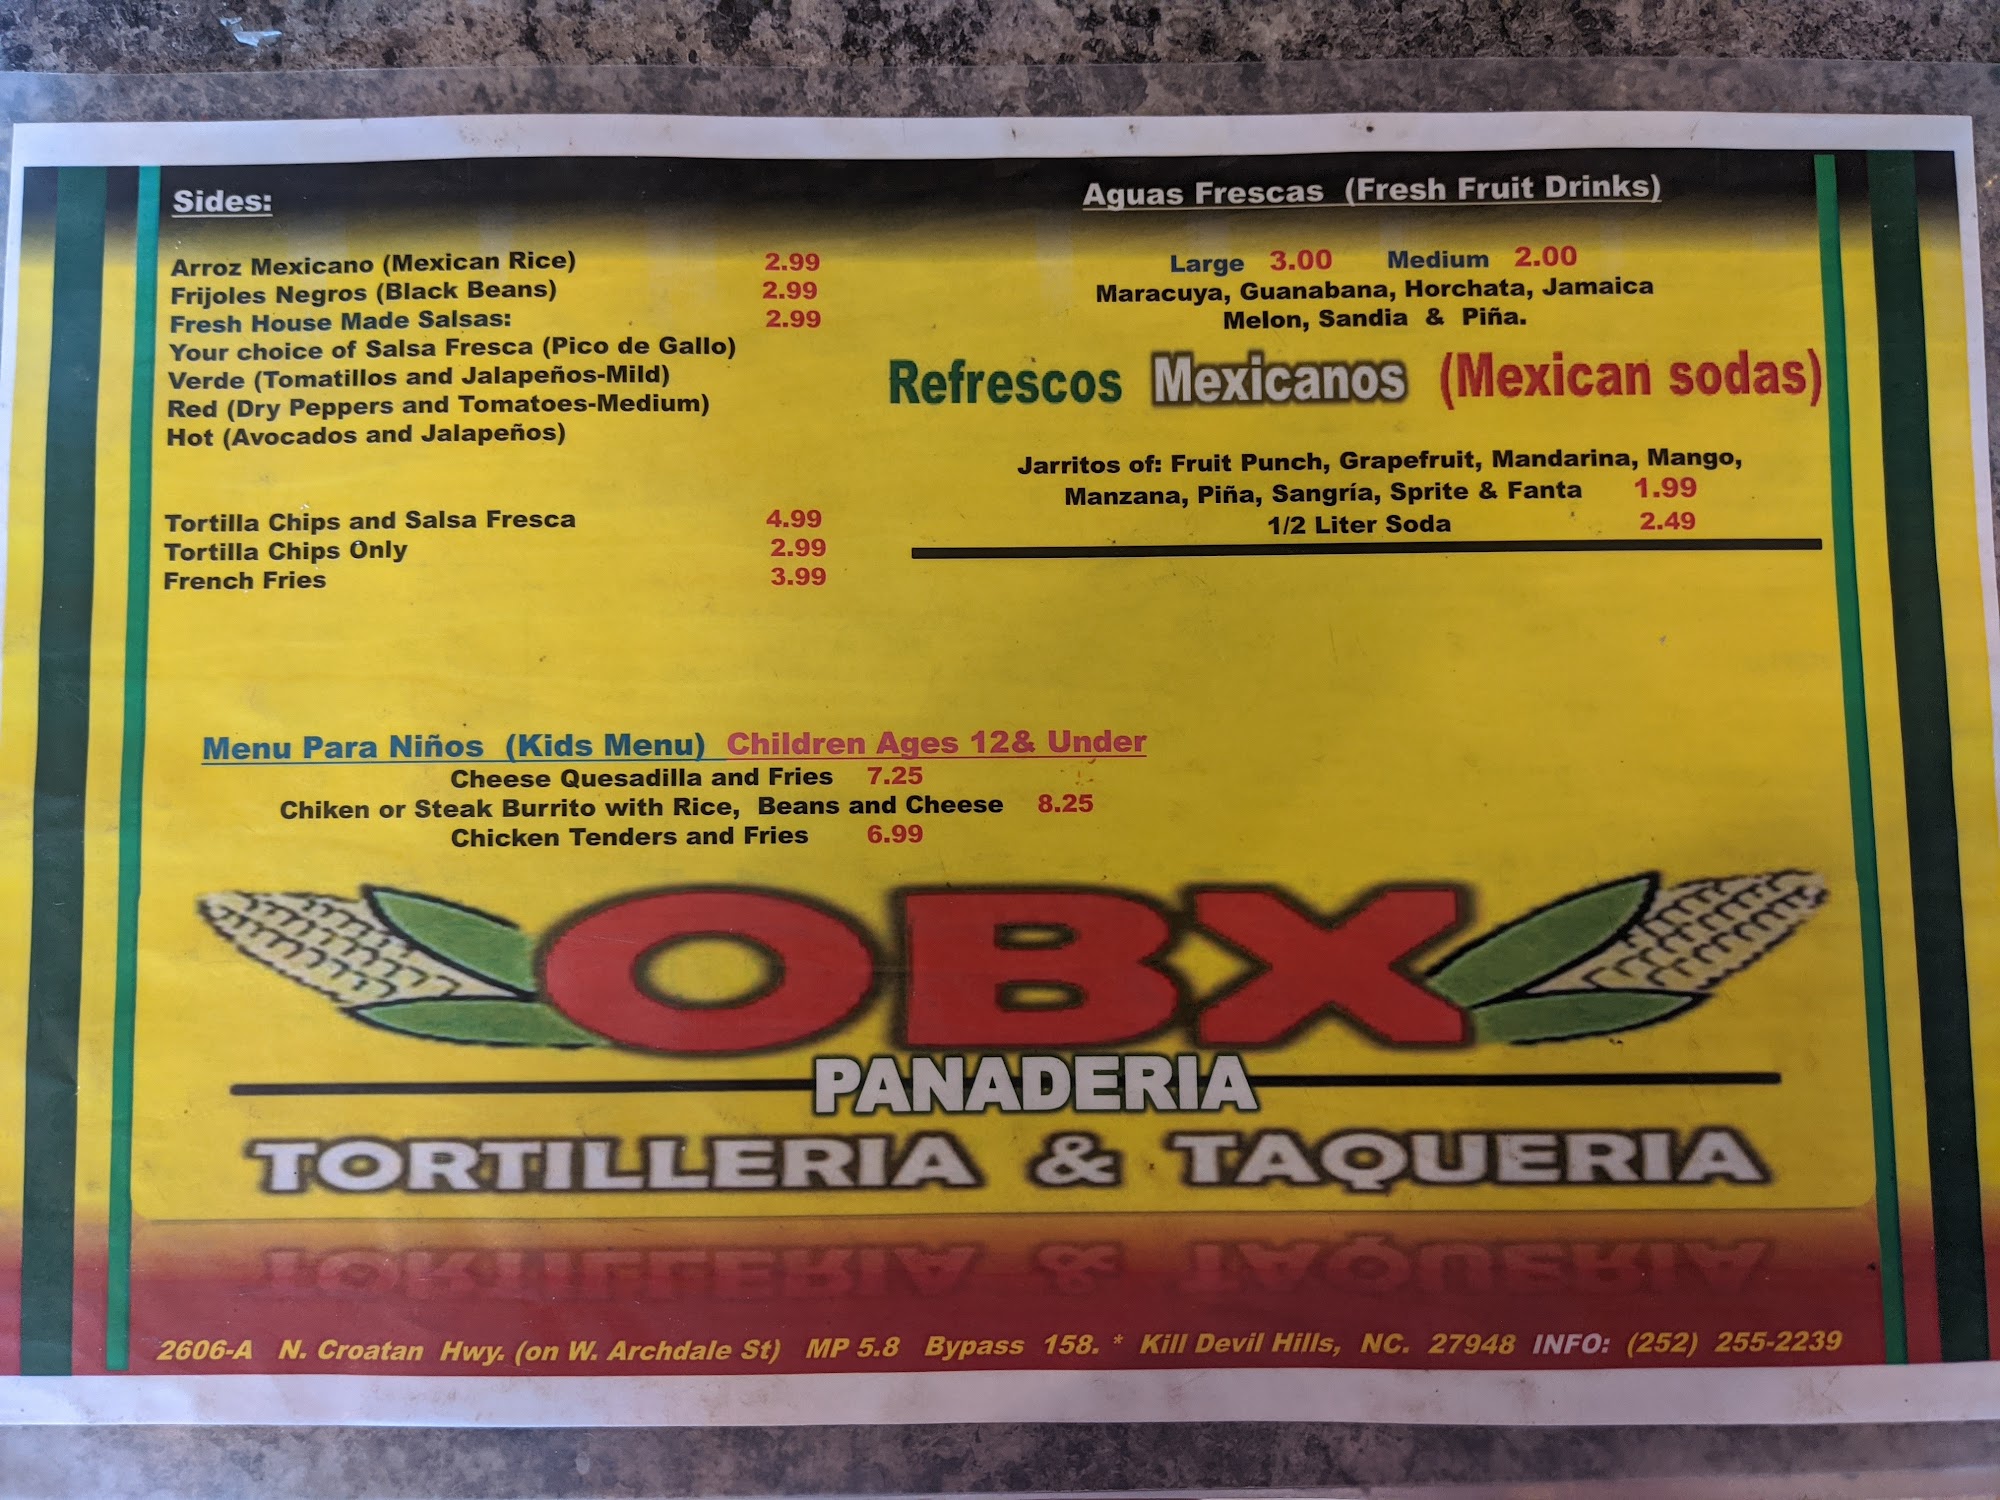 Sides:
Arroz Mexicano (Mexican Rice) 2.99
Frijoles Negros (Black Beans) 2.99
Fresh House Made Salsas: 2.99
Your choice of Salsa Fresca (Pico de Gallo)
Verde (Tomatillos and Jalapeños-Mild)
Red (Dry Peppers and Tomatoes-Medium)
Hot (Avocados and Jalapeños)
Tortilla Chips and Salsa Fresca 4.99
Tortilla Chips Only 2.99
French Fries 3.99
Aguas Frescas (Fresh Fruit Drinks)
Large 3.00 Medium 2.00
Maracuya, Guanabana, Horchata, Jamaica
Melon, Sandia & Piña.
Refrescos Mexicanos (Mexican sodas)
Jarritos of: Fruit Punch, Grapefruit, Mandarina, Mango,
Manzana, Piña, Sangría, Sprite & Fanta 1.99
1/2 Liter Soda 2.49
Menu Para Niños (Kids Menu) Children Ages 12& Under
Cheese Quesadilla and Fries 7.25
Chiken or Steak Burrito with Rice, Beans and Cheese 8.25
Chicken Tenders and Fries 6.99
OBX
PANADERIA
TORTILLERIA & TAQUERIA
TORTILLERIA & TAQUERIA
2606-A N. Croatan Hwy. (on W. Archdale St) MP 5.8 Bypass 158. * Kill Devil Hills, NC. 27948 INFO: (252) 255-2239